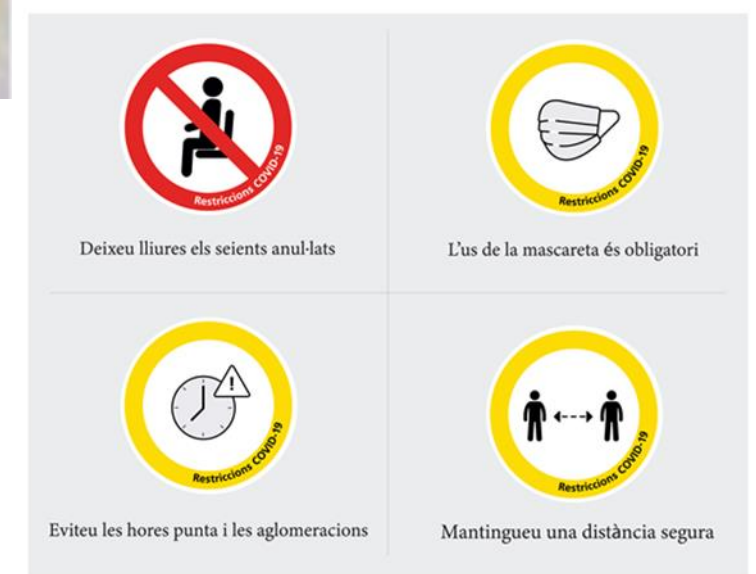 Restriccions COVID-19
Restriccions COVID-19
Deixeu lliures els seients anul·lats
L'us de la mascareta és obligatori
Restriccions COVID-19
Restriccions COVID-19
Eviteu les hores punta i les aglomeracions
Mantingueu una distància segura